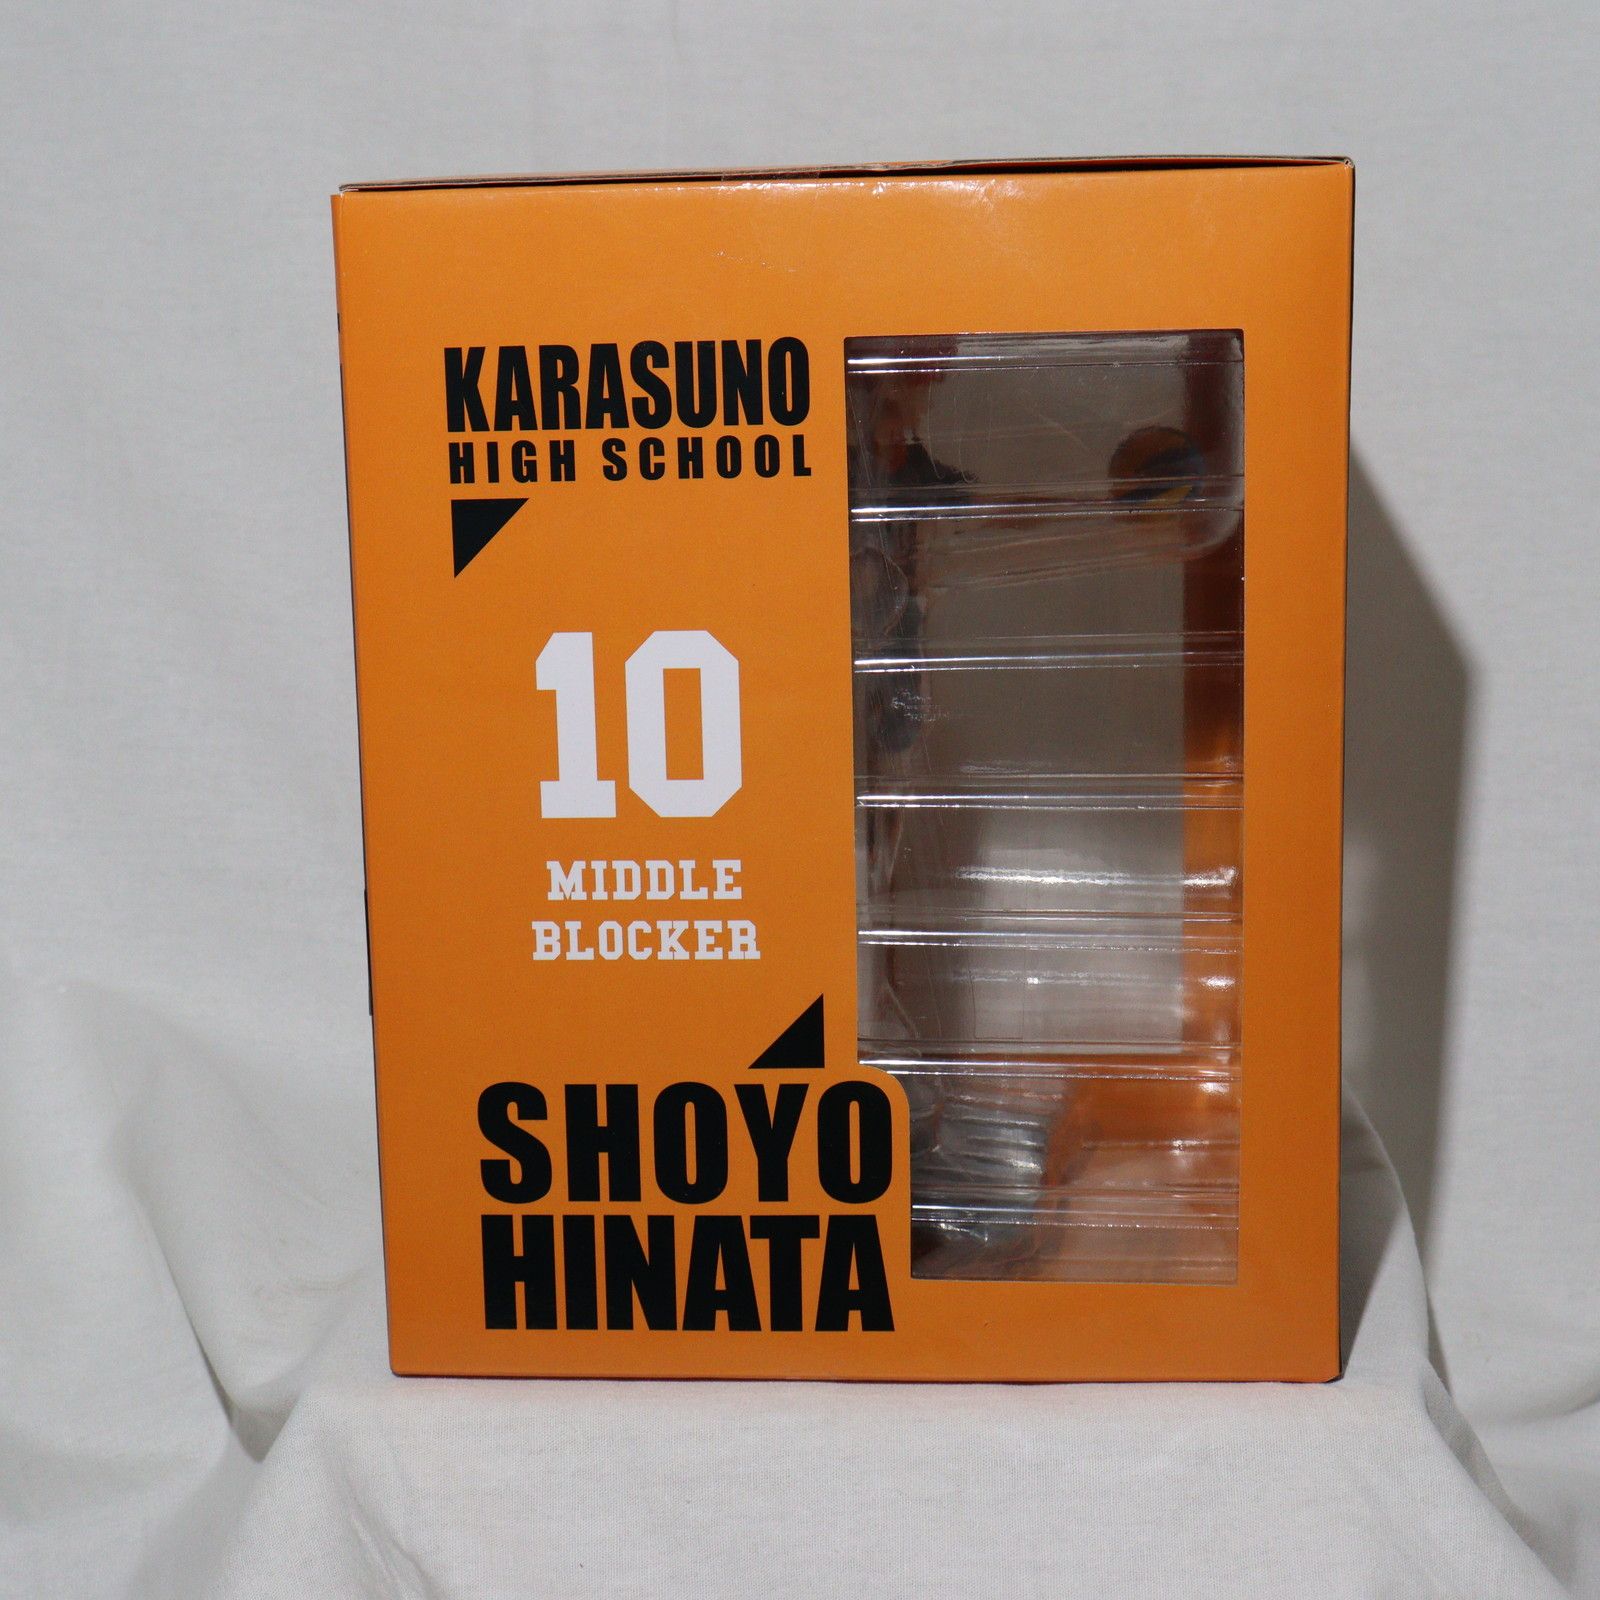 KARASUNO
HIGH SCHOOL
10
MIDDLE
BLOCKER
SHOYO
HINATA